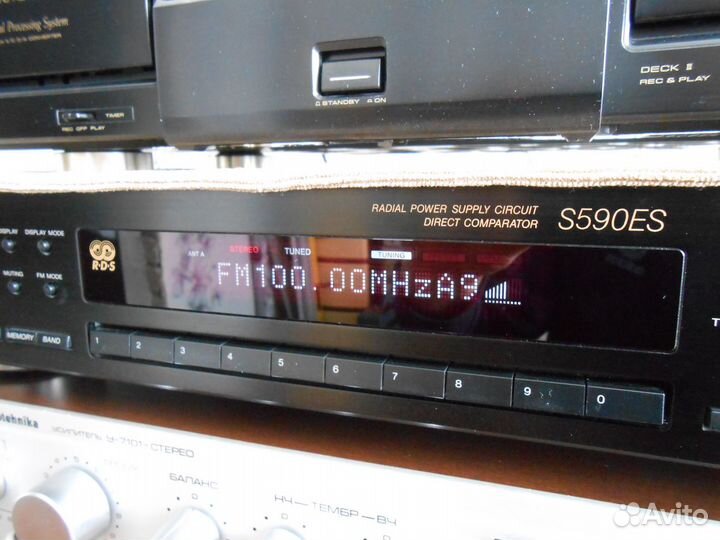 al Processing System
REC OFF PLAY
TIMER
STANDBY ON
DECK II
REC & PLAY
RADIAL POWER SUPPLY CIRCUIT
DIRECT COMPARATOR
S590ES
DISPLAY
DISPLAY MODE
R·D·S
MUTING
FM MODE
ANT A
STEREO
TUNED
TUNING
FM100.00MHzA9
MEMORY
BAND
1 2 3 4 5 6 7 8 9 0
T
otehnika
УСИЛИТЕЛЬ У-7101-СТЕРЕО
БАЛАНС
НЧ-ТЕМБР-ВЧ
Avito